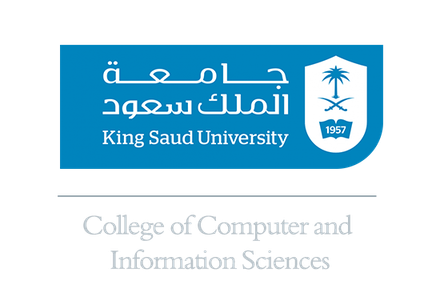 جامعة
الملك سعود
King Saud University
1957
College of Computer and
Information Sciences